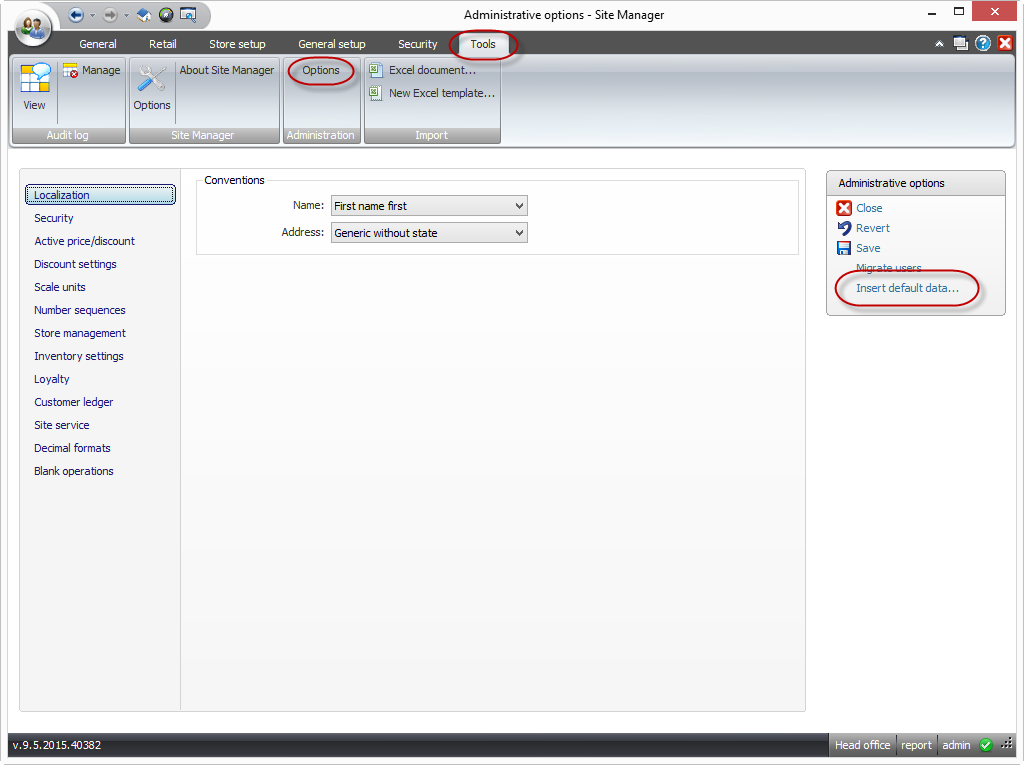 Administrative options - Site Manager
General Retail Store setup General setup Security Tools
View
Manage
Audit log
Options
About Site Manager
Site Manager
Options
Administration
Excel document...
New Excel template...
Import
Localization
Security
Active price/discount
Discount settings
Scale units
Number sequences
Store management
Inventory settings
Loyalty
Customer ledger
Site service
Decimal formats
Blank operations
Conventions
Name: First name first
Address: Generic without state
Administrative options
Close
Revert
Save
Migrate users
Insert default data...
v.9.5.2015.40382
Head office report admin